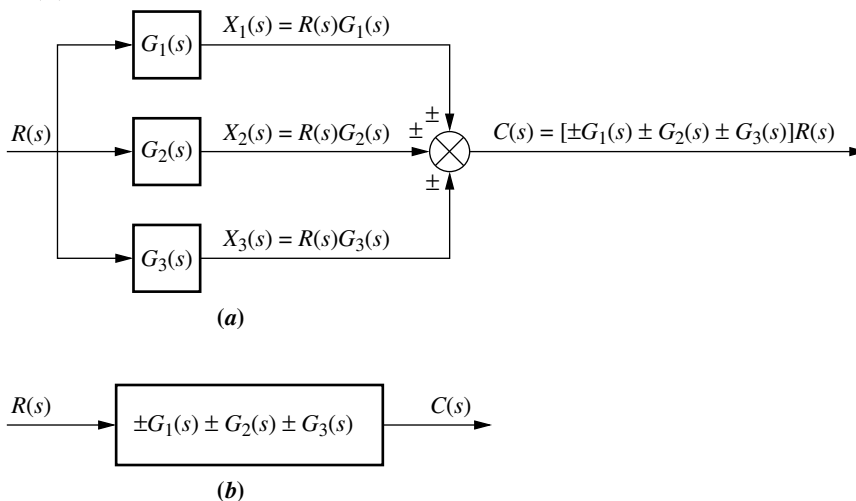 G₁(s)
X₁(s) = R(s)G₁(s)
±
R(s)
G₂(s)
X₂(s) = R(s)G₂(s)
±
C(s) = [±G₁(s) ± G₂(s) ± G₃(s)]R(s)
±
G₃(s)
X₃(s) = R(s)G₃(s)
(a)
R(s)
±G₁(s) ± G₂(s) ± G₃(s)
C(s)
(b)